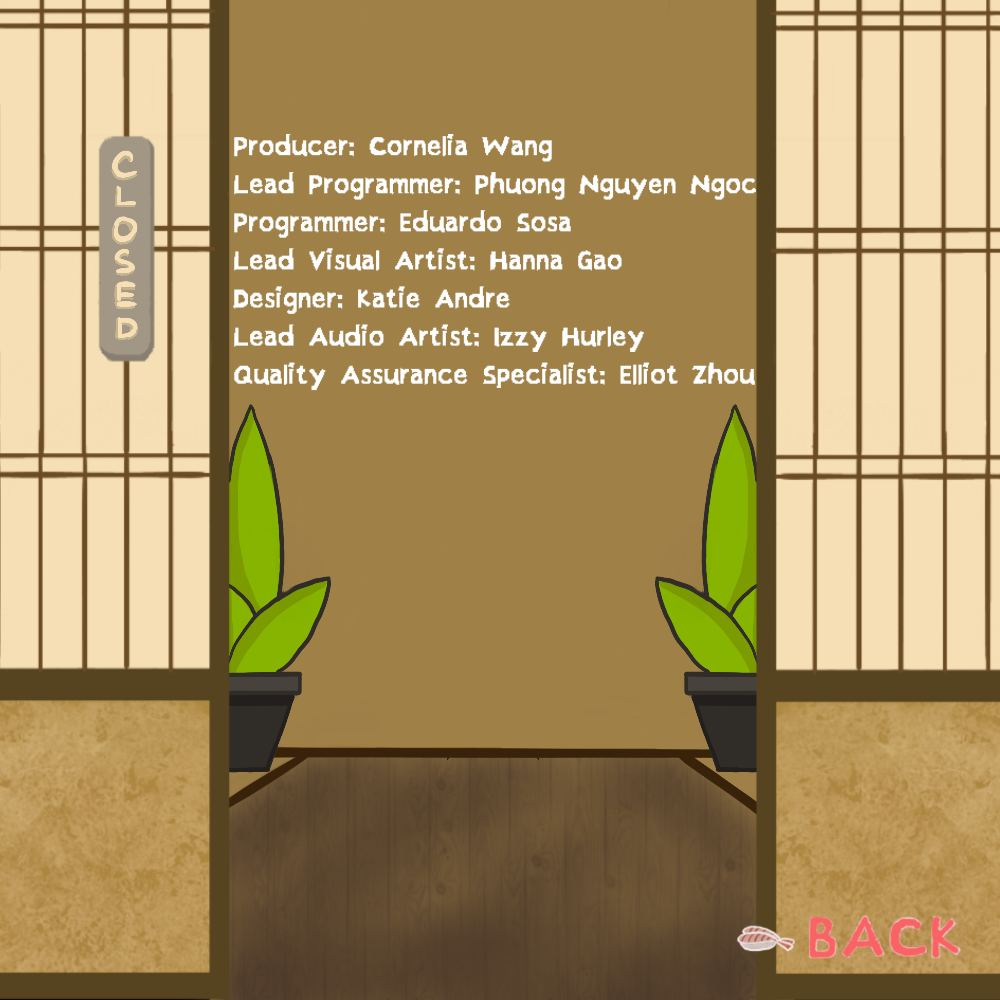 CLOSED
Producer: Cornelia Wang
Lead Programmer: Phuong Nguyen Ngoc
Programmer: Eduardo Sosa
Lead Visual Artist: Hanna Gao
Designer: Katie Andre
Lead Audio Artist: Izzy Hurley
Quality Assurance Specialist: Elliot Zhou
BACK